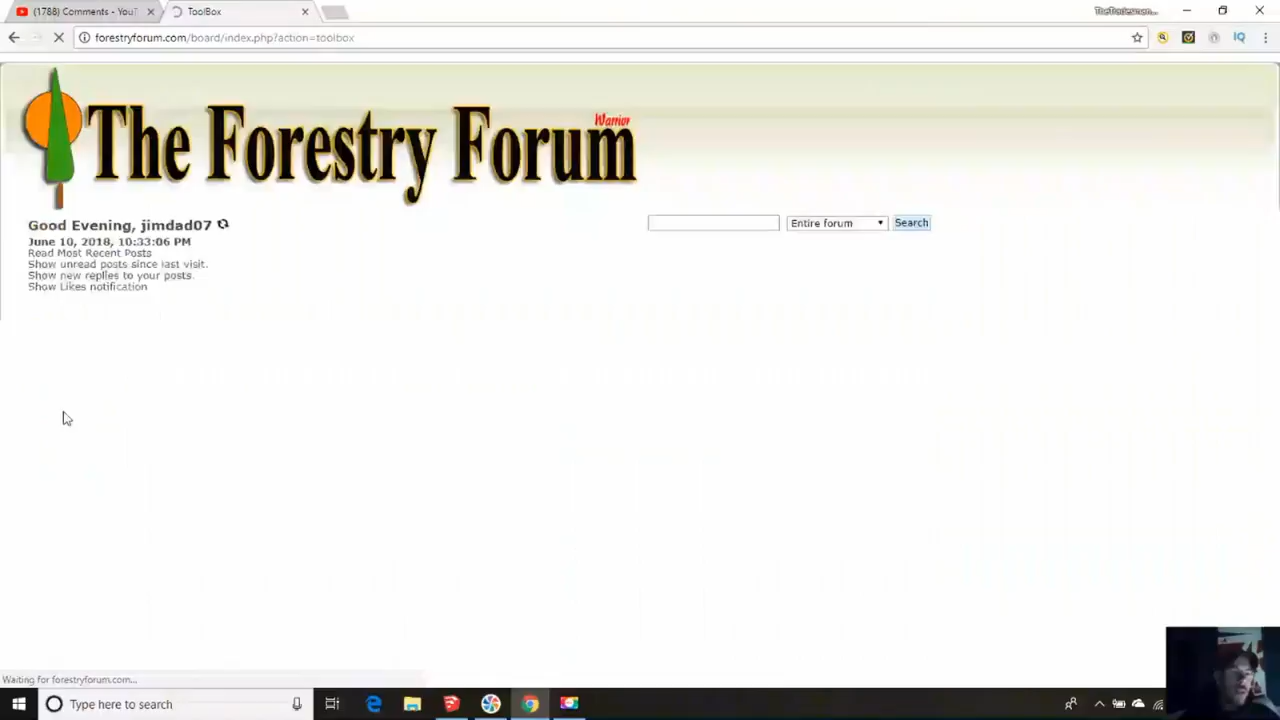 (1788) Comments - YouT
ToolBox
forestryforum.com/board/index.php?action=toolbox
IQ
The Forestry Forum
Warrior
Good Evening, jimdad07
June 10, 2018, 10:33:06 PM
Read Most Recent Posts
Show unread posts since last visit.
Show new replies to your posts.
Show Likes notification
Entire forum
Search
Waiting for forestryforum.com...
Type here to search